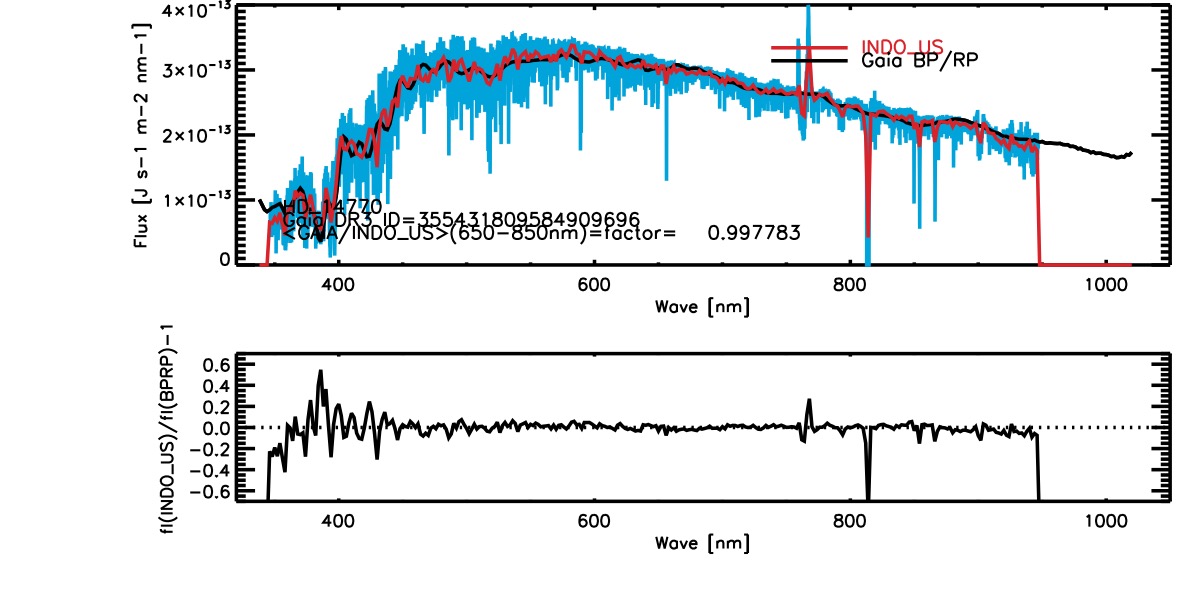 4×10⁻¹³
3×10⁻¹³
2×10⁻¹³
1×10⁻¹³
0
Flux [J s-1 m-2 nm-1]
INDO_US
Gaia BP/RP
HD_14770
Gaia DR3 ID=355431809584909696
<GAIA/INDO_US>(650-850nm)=factor= 0.997783
400 600 800 1000
Wave [nm]
fl(INDO_US)/fl(BPRP)-1
0.6
0.4
0.2
0.0
-0.2
-0.4
-0.6
400 600 800 1000
Wave [nm]